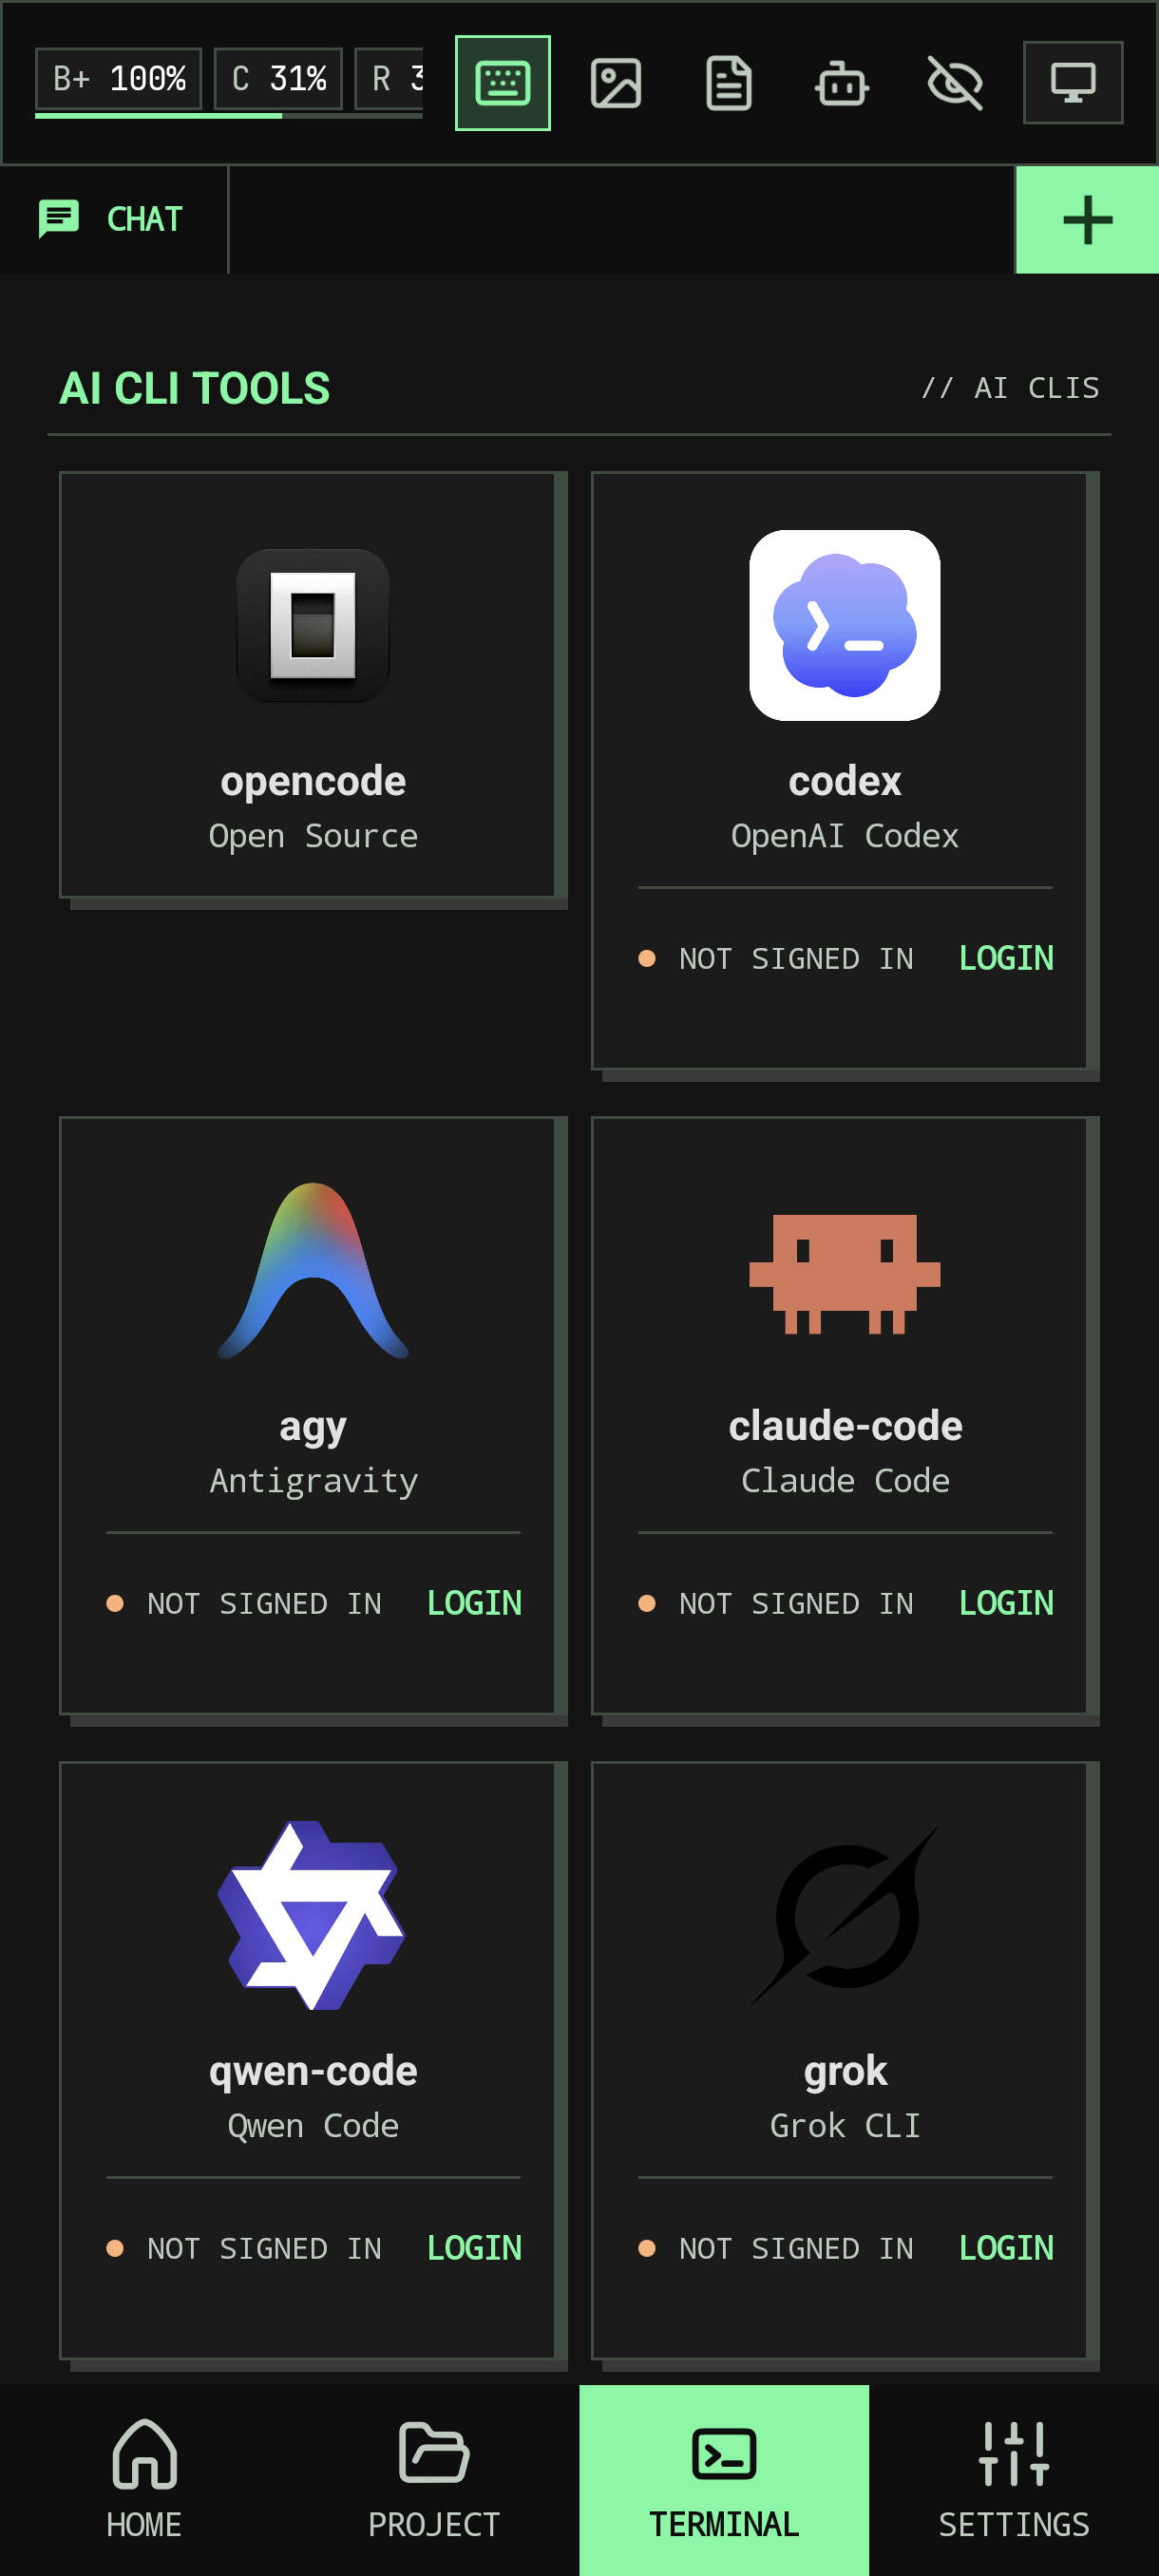 B+ 100% C 31% R 3
CHAT
AI CLI TOOLS // AI CLIS
opencode
Open Source
codex
OpenAI Codex
NOT SIGNED IN LOGIN
agy
Antigravity
NOT SIGNED IN LOGIN
claude-code
Claude Code
NOT SIGNED IN LOGIN
qwen-code
Qwen Code
NOT SIGNED IN LOGIN
grok
Grok CLI
NOT SIGNED IN LOGIN
HOME PROJECT TERMINAL SETTINGS